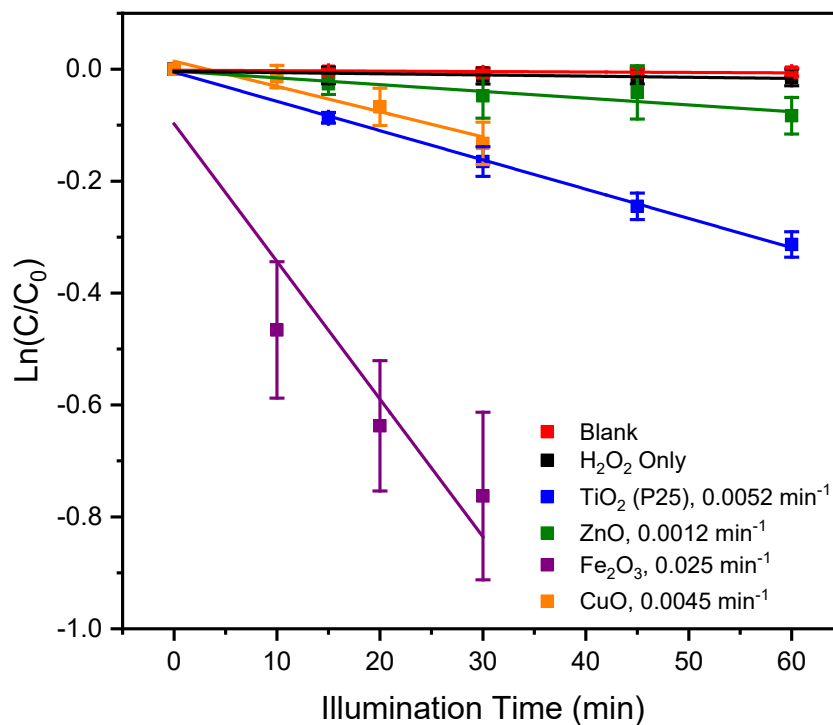 0.0
-0.2
-0.4
-0.6
-0.8
-1.0
Ln(C/C₀)
Blank
H₂O₂ Only
TiO₂ (P25), 0.0052 min⁻¹
ZnO, 0.0012 min⁻¹
Fe₂O₃, 0.025 min⁻¹
CuO, 0.0045 min⁻¹
0 10 20 30 40 50 60
Illumination Time (min)